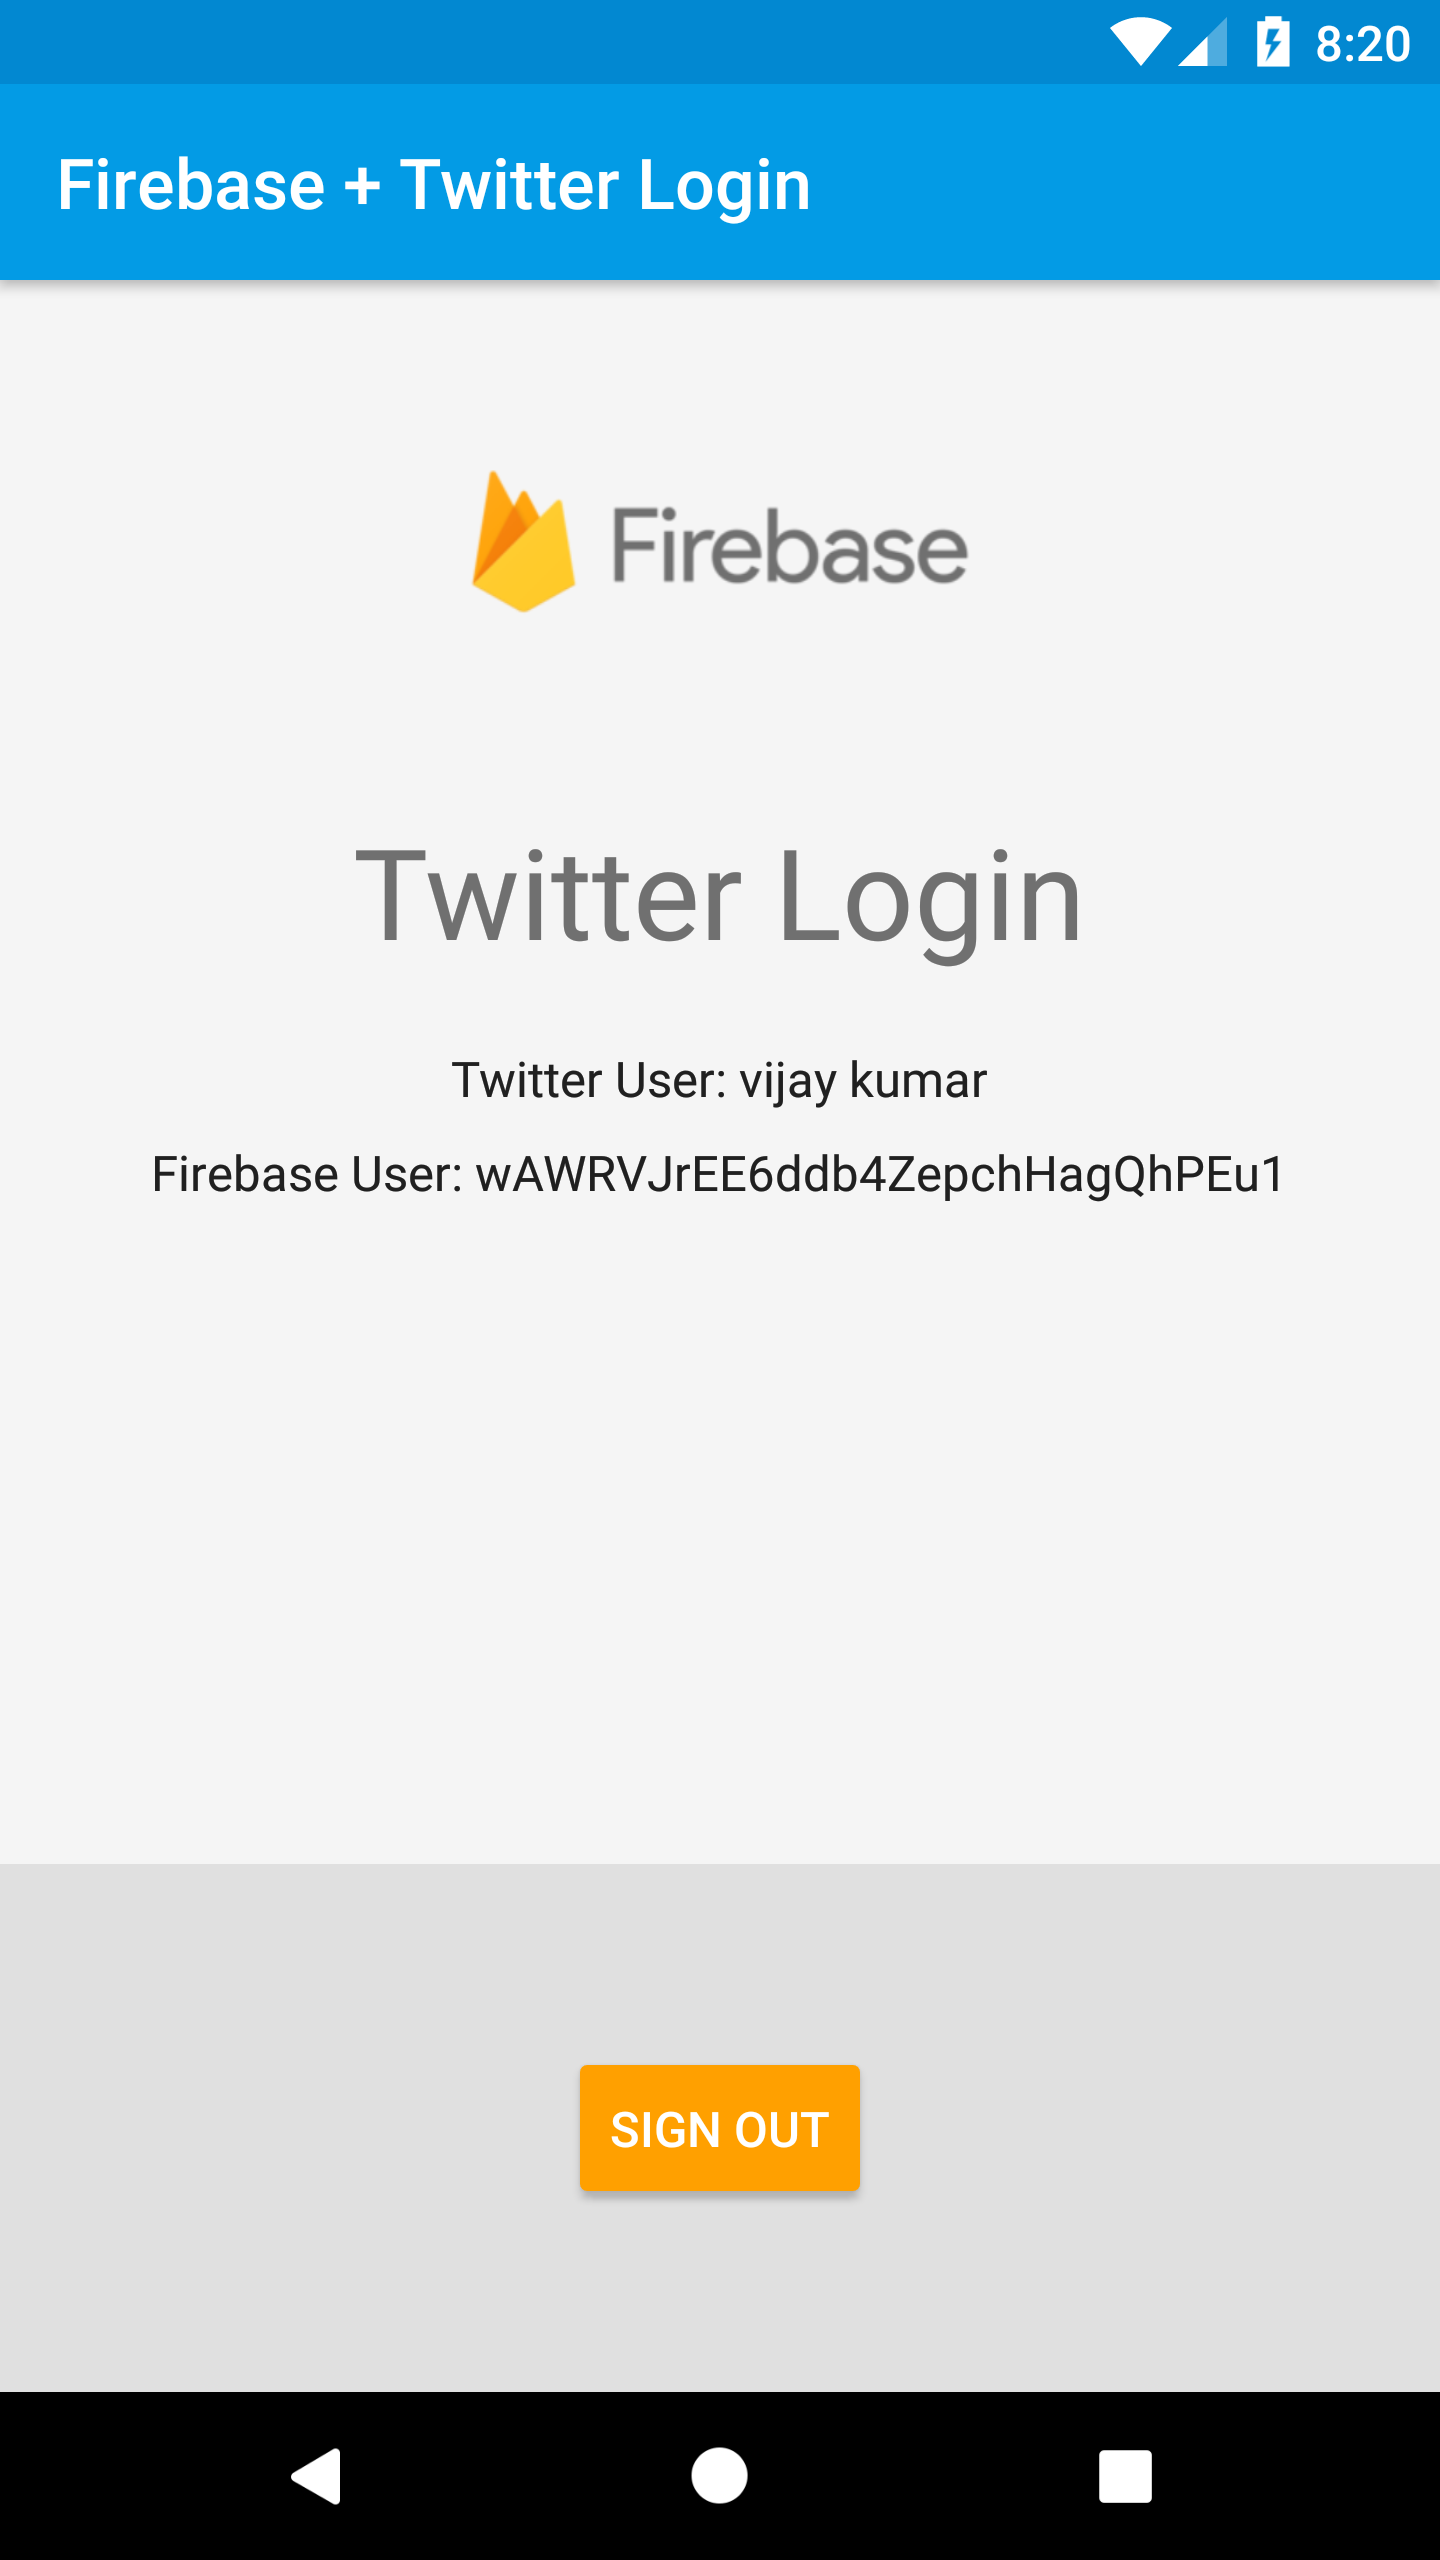 8:20
Firebase + Twitter Login
Firebase
Twitter Login
Twitter User: vijay kumar
Firebase User: wAWRVJrEE6ddb4ZepchHagQhPEu1
SIGN OUT